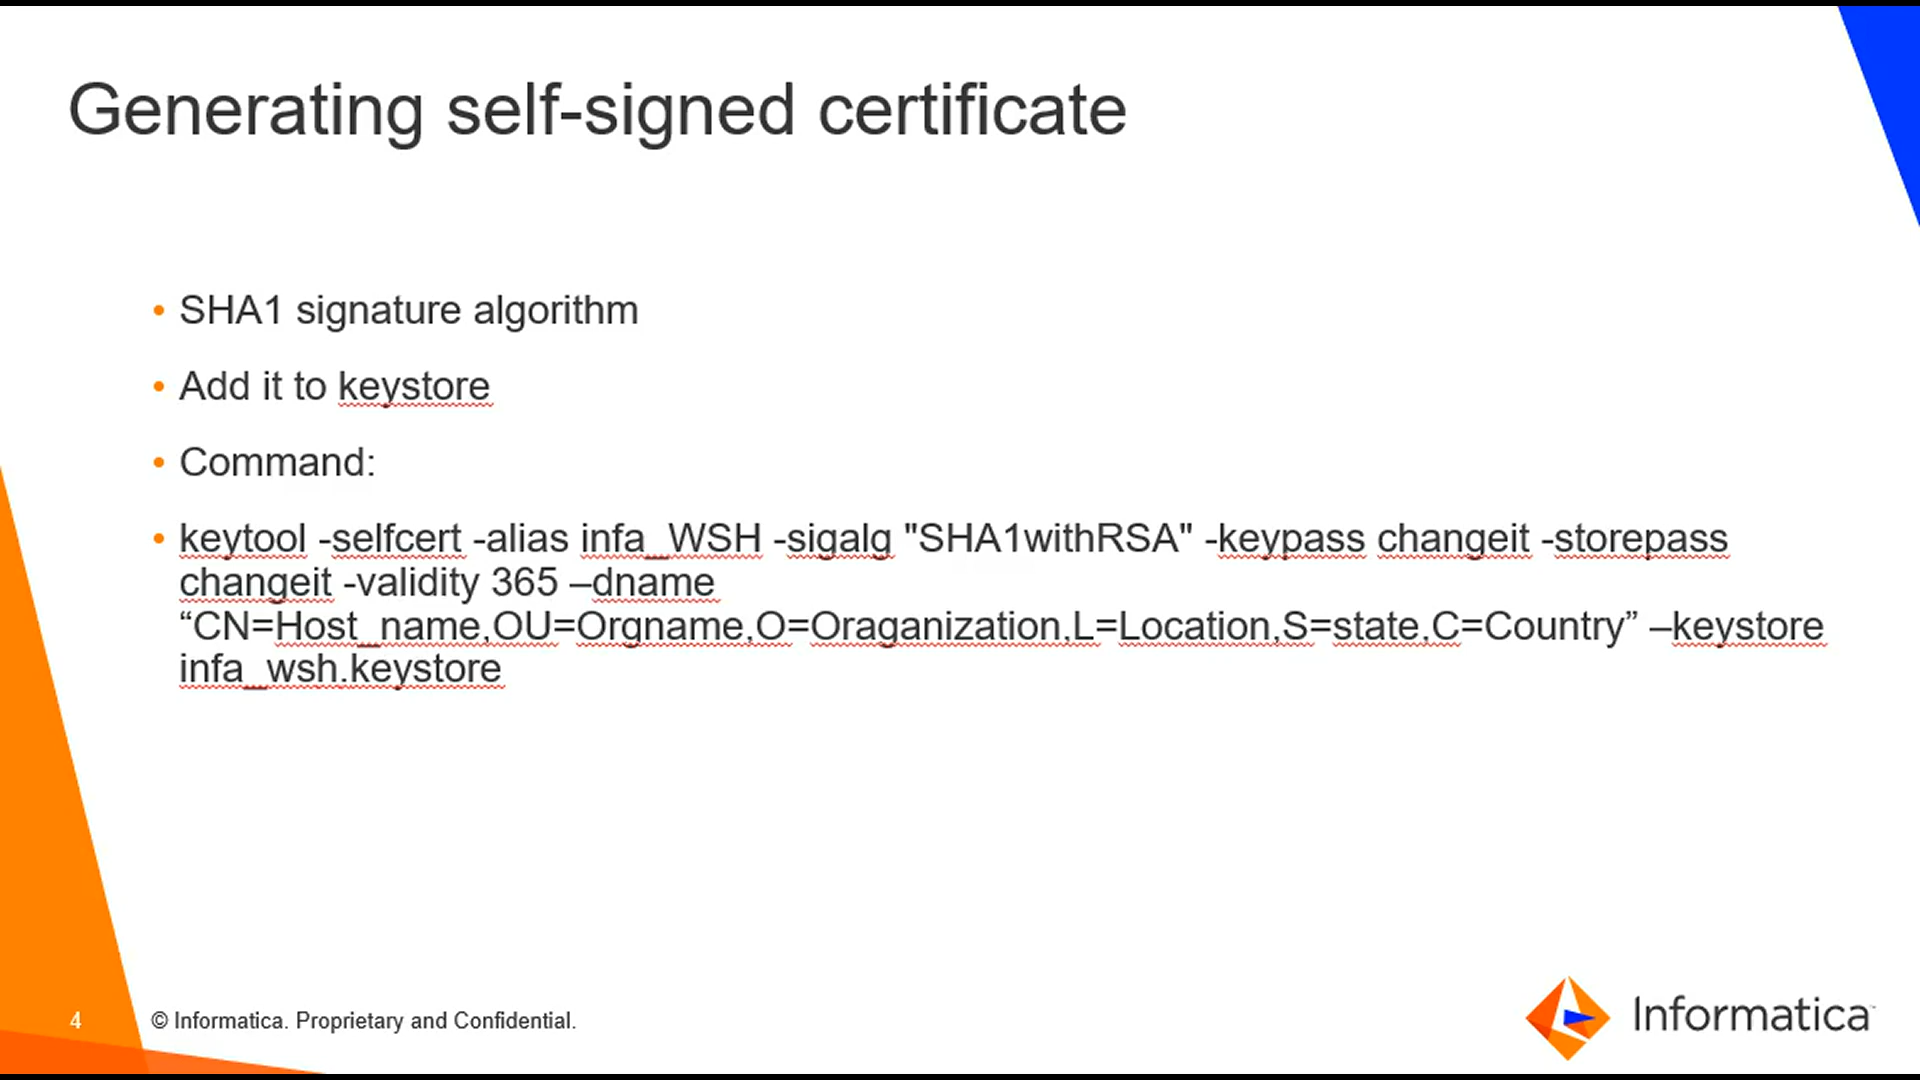 Generating self-signed certificate
• SHA1 signature algorithm
• Add it to keystore
• Command:
• keytool -selfcert -alias infa_WSH -sigalg "SHA1withRSA" -keypass changeit -storepass
changeit -validity 365 –dname
“CN=Host_name,OU=Orgname,O=Oraganization,L=Location,S=state,C=Country” –keystore
infa_wsh.keystore
4 © Informatica. Proprietary and Confidential.
Informatica